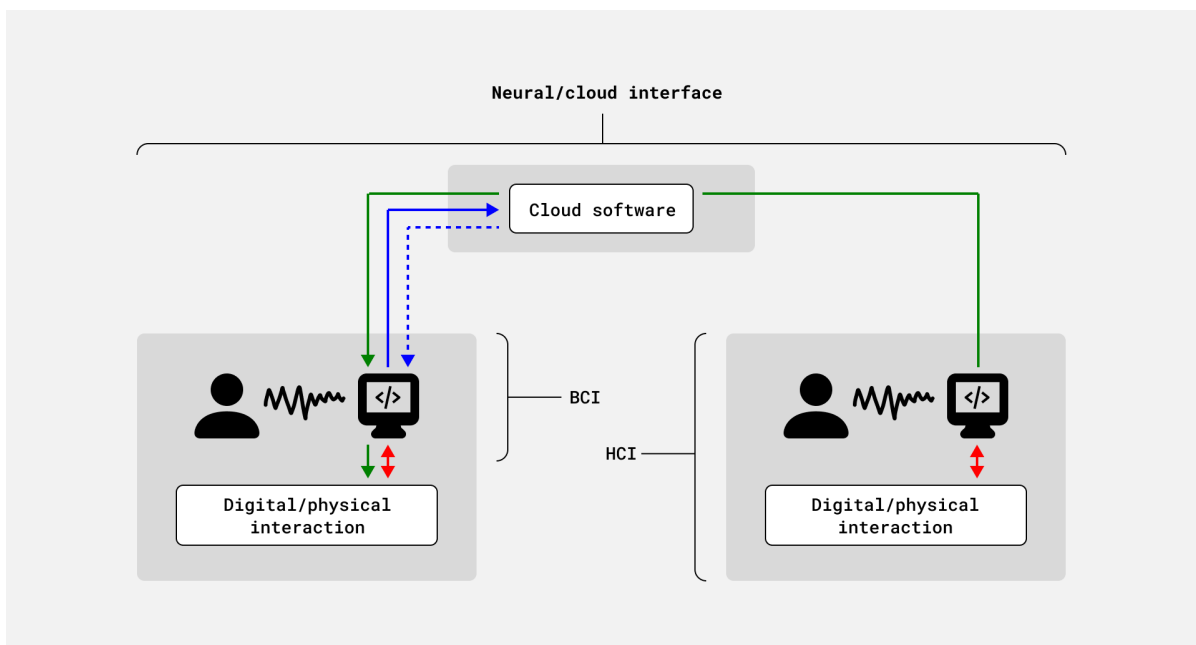 Neural/cloud interface
Cloud software
</>
BCI
Digital/physical
interaction
HCI
</>
Digital/physical
interaction